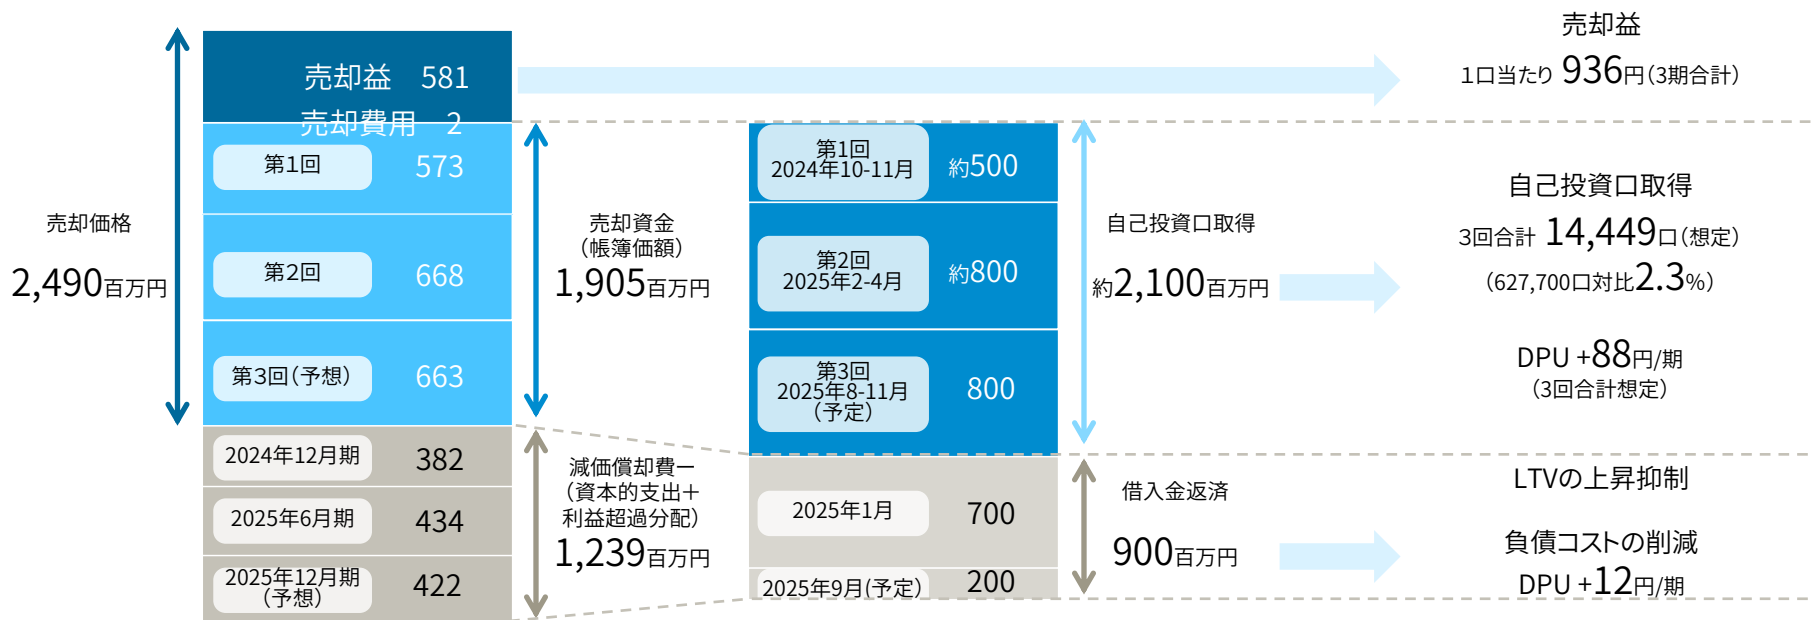 売却価格
2,490百万円
売却益 581
売却費用 2
第1回 573
第2回 668
第3回(予想) 663
2024年12月期 382
2025年6月期 434
2025年12月期
(予想) 422
売却資金
(帳簿価額)
1,905百万円
減価償却費ー
(資本的支出+
利益超過分配)
1,239百万円
第1回
2024年10-11月 約500
第2回
2025年2-4月 約800
第3回
2025年8-11月
(予定) 800
2025年1月 700
2025年9月(予定) 200
自己投資口取得
約2,100百万円
借入金返済
900百万円
売却益
1口当たり 936円(3期合計)
自己投資口取得
3回合計 14,449口(想定)
(627,700口対比2.3%)
DPU +88円/期
(3回合計想定)
LTVの上昇抑制
負債コストの削減
DPU +12円/期